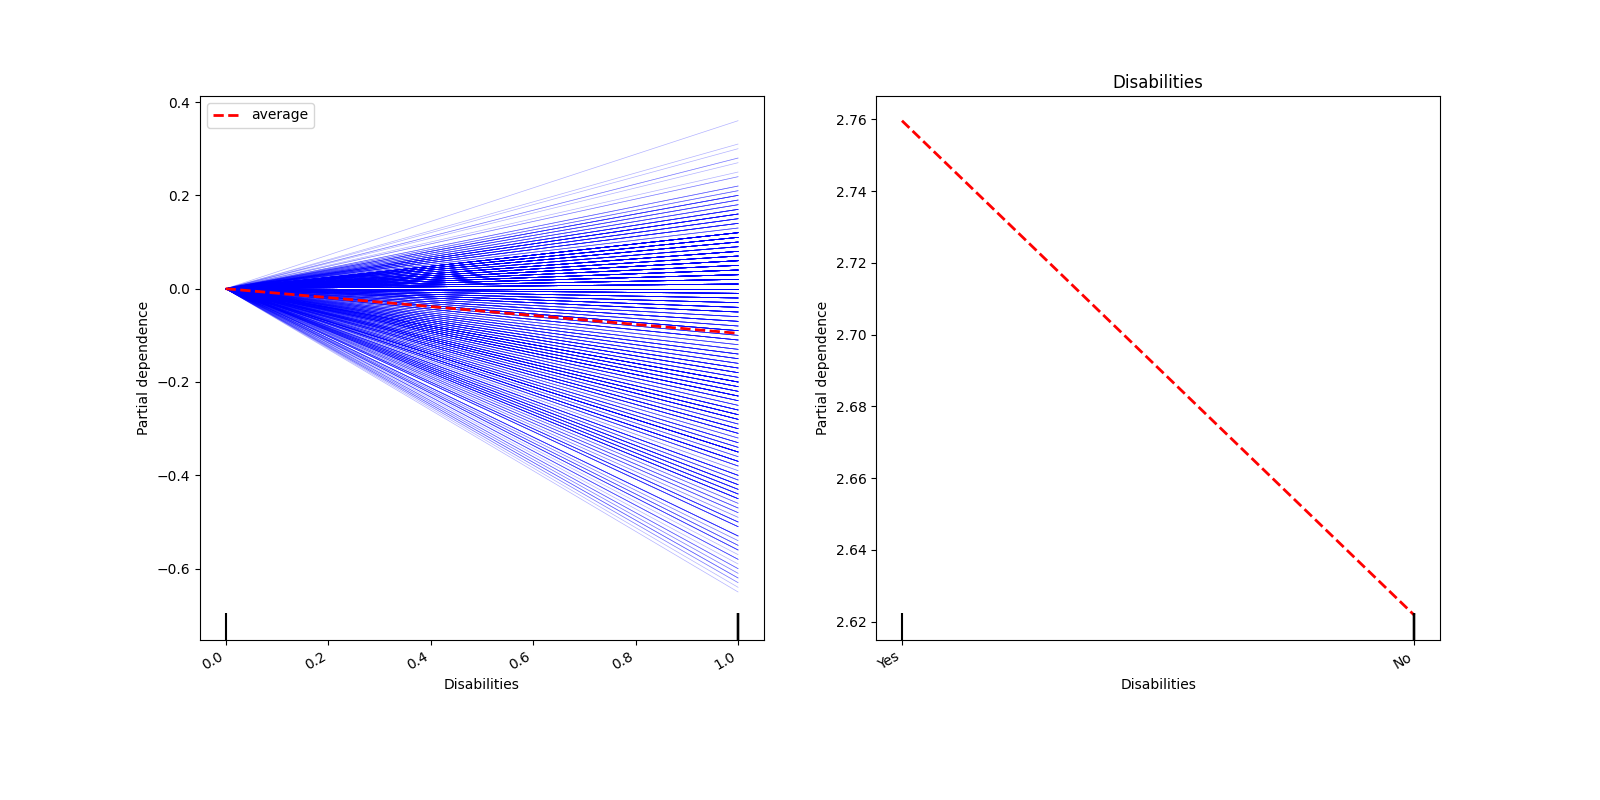 Disabilities
average
0.4
0.2
0.0
−0.2
−0.4
−0.6
Partial dependence
0.0 0.2 0.4 0.6 0.8 1.0
Disabilities
2.76
2.74
2.72
2.70
2.68
2.66
2.64
2.62
Partial dependence
Yes No
Disabilities